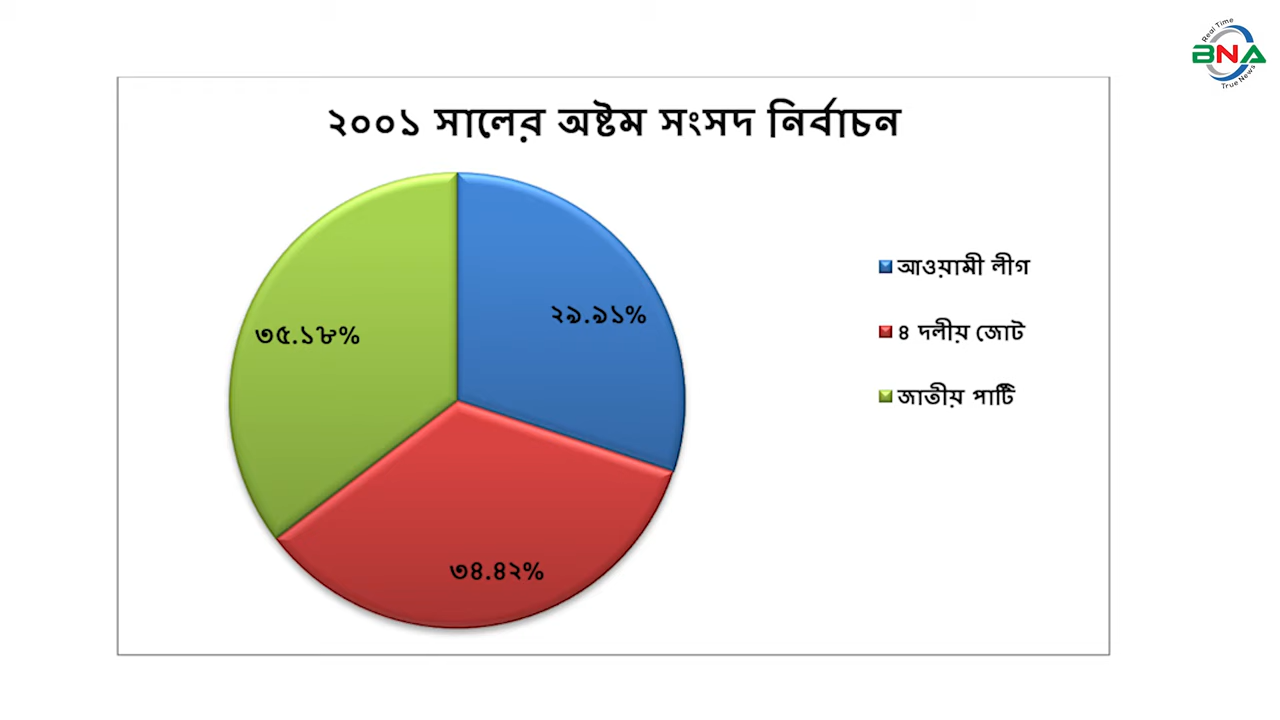 Real Time
BNA
True News
২০০১ সালের অষ্টম সংসদ নির্বাচন
২৯.৯১%
৩৫.১৮%
৩৪.৪২%
আওয়ামী লীগ
৪ দলীয় জোট
জাতীয় পার্টি